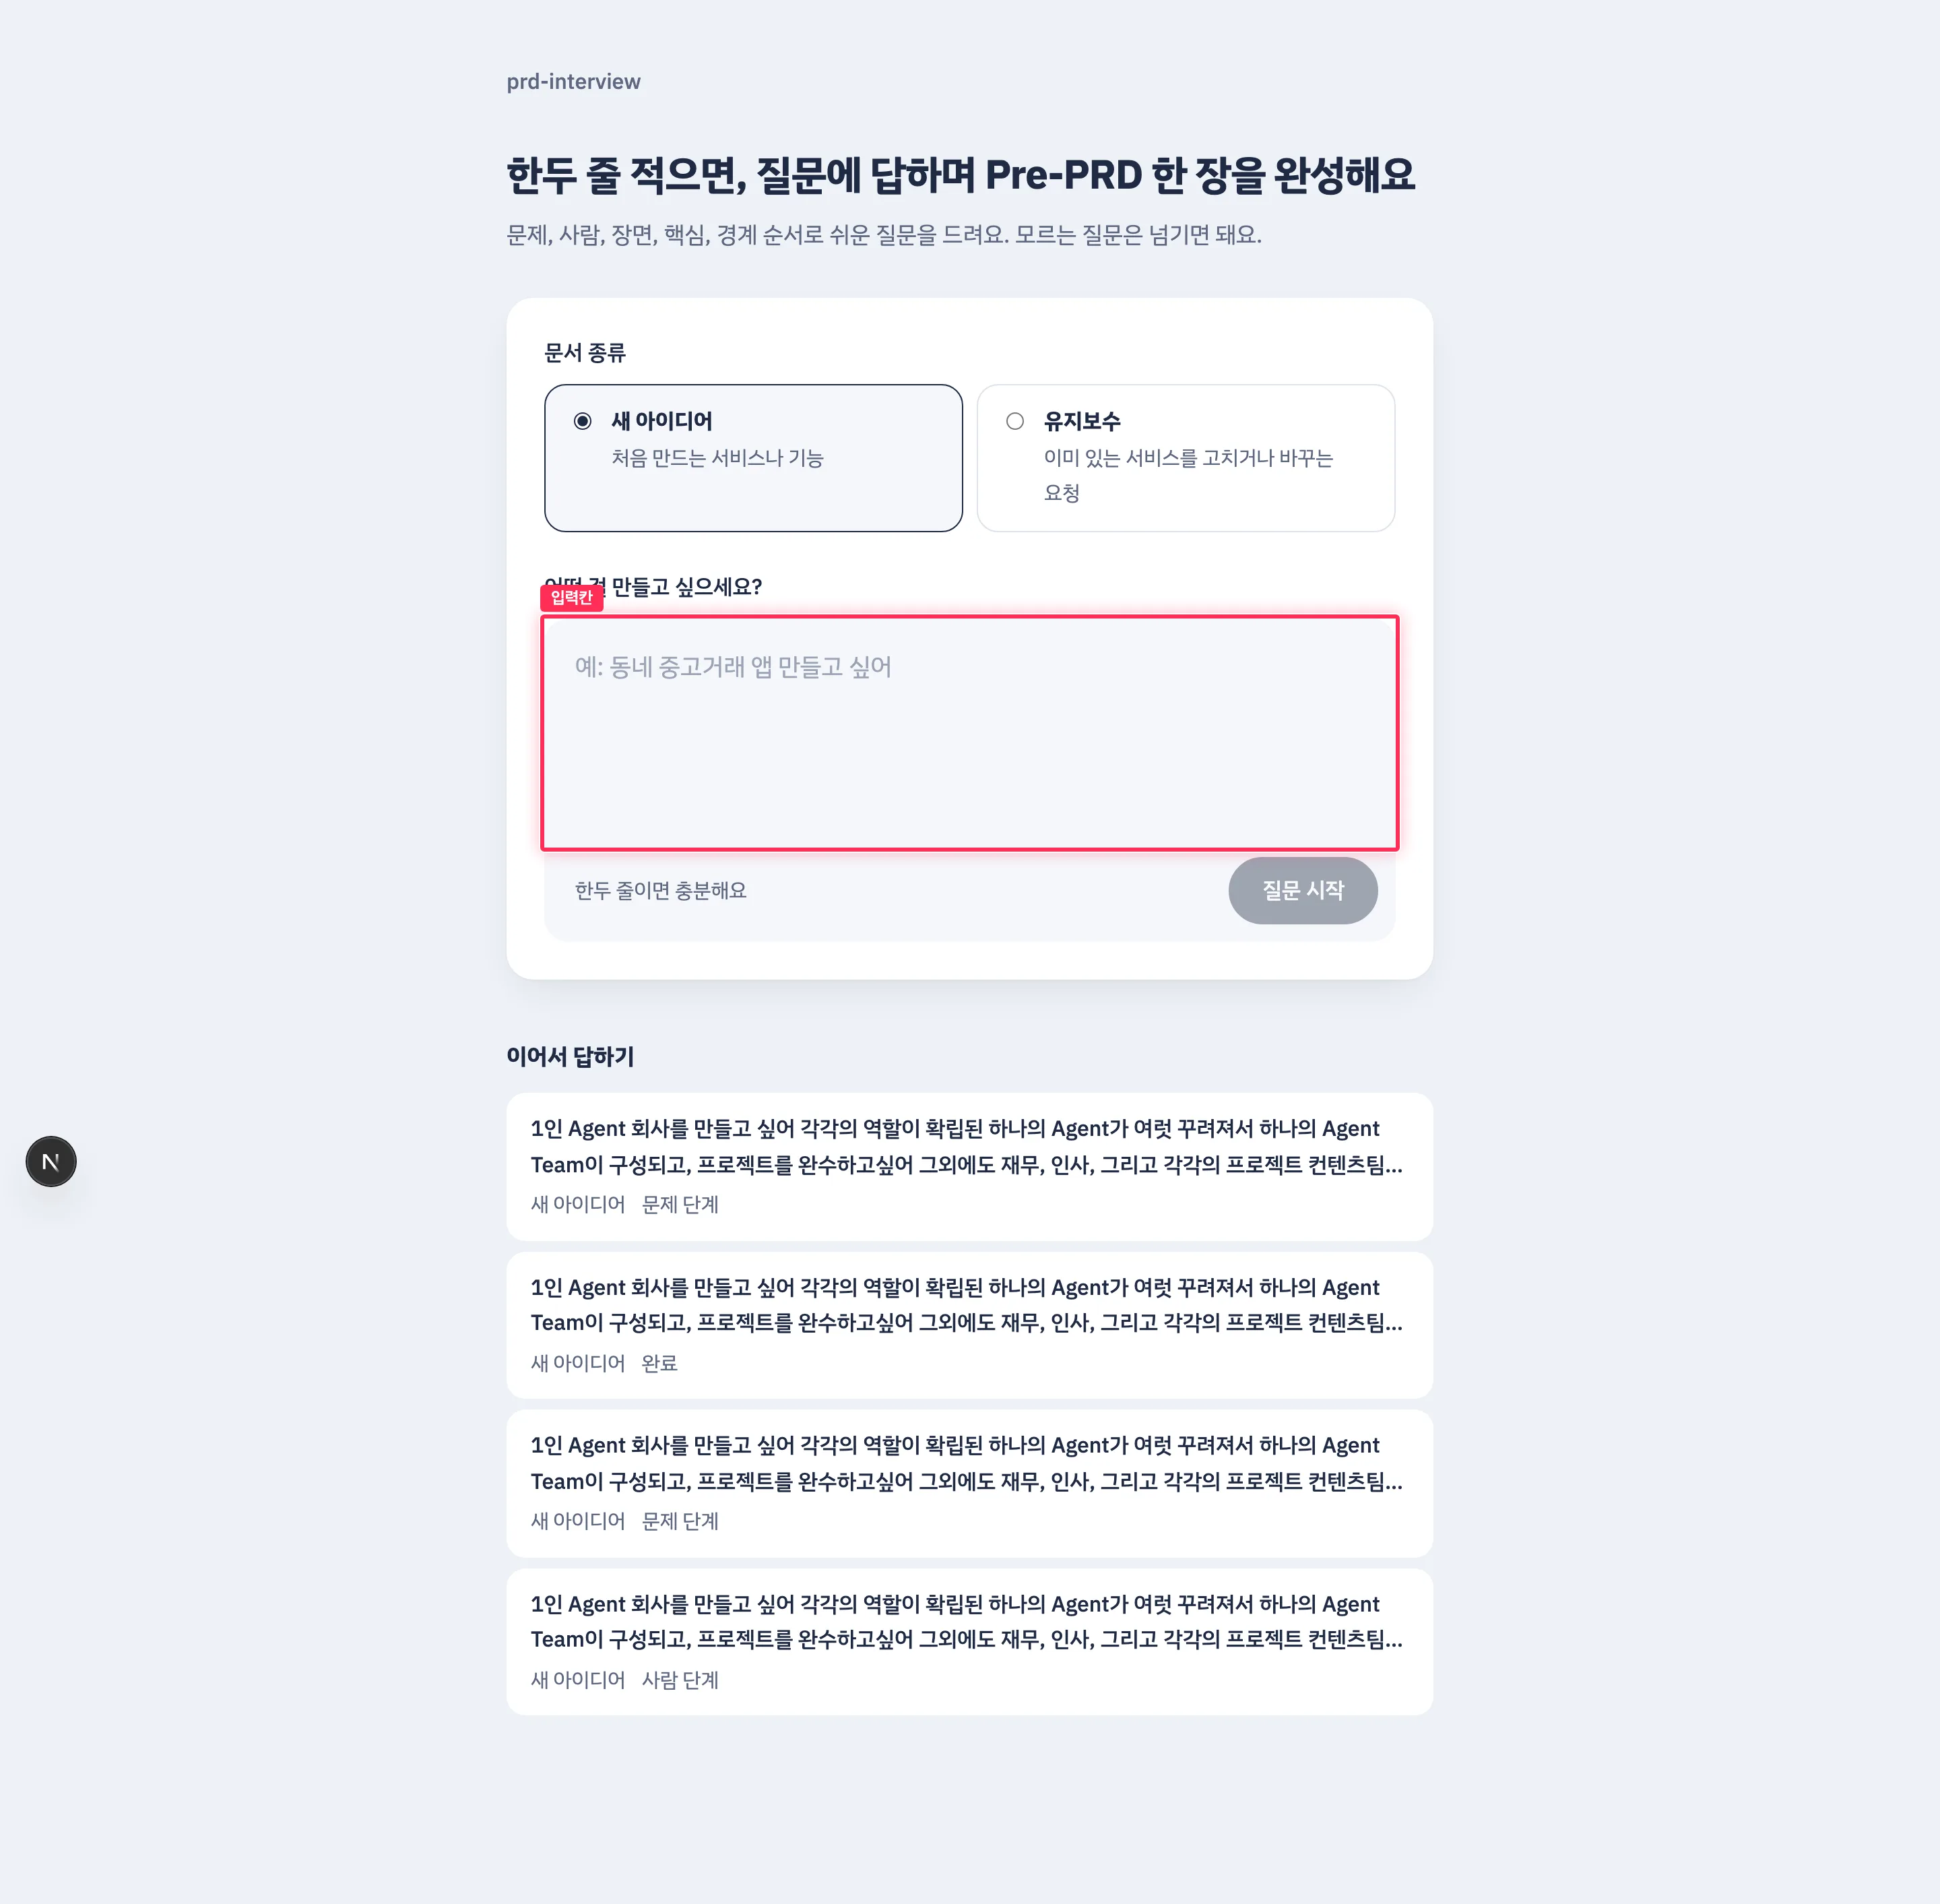 prd-interview
한두 줄 적으면, 질문에 답하며 Pre-PRD 한 장을 완성해요
문제, 사람, 장면, 핵심, 경계 순서로 쉬운 질문을 드려요. 모르는 질문은 넘기면 돼요.
문서 종류
새 아이디어
처음 만드는 서비스나 기능
유지보수
이미 있는 서비스를 고치거나 바꾸는
요청
만들고 싶으세요?
입력칸
예: 동네 중고거래 앱 만들고 싶어
한두 줄이면 충분해요
질문 시작
이어서 답하기
1인 Agent 회사를 만들고 싶어 각각의 역할이 확립된 하나의 Agent가 여럿 꾸려져서 하나의 Agent
Team이 구성되고, 프로젝트를 완수하고싶어 그외에도 재무, 인사, 그리고 각각의 프로젝트 컨텐츠팀...
새 아이디어 문제 단계
1인 Agent 회사를 만들고 싶어 각각의 역할이 확립된 하나의 Agent가 여럿 꾸려져서 하나의 Agent
Team이 구성되고, 프로젝트를 완수하고싶어 그외에도 재무, 인사, 그리고 각각의 프로젝트 컨텐츠팀...
새 아이디어 완료
1인 Agent 회사를 만들고 싶어 각각의 역할이 확립된 하나의 Agent가 여럿 꾸려져서 하나의 Agent
Team이 구성되고, 프로젝트를 완수하고싶어 그외에도 재무, 인사, 그리고 각각의 프로젝트 컨텐츠팀...
새 아이디어 문제 단계
1인 Agent 회사를 만들고 싶어 각각의 역할이 확립된 하나의 Agent가 여럿 꾸려져서 하나의 Agent
Team이 구성되고, 프로젝트를 완수하고싶어 그외에도 재무, 인사, 그리고 각각의 프로젝트 컨텐츠팀...
새 아이디어 사람 단계
N